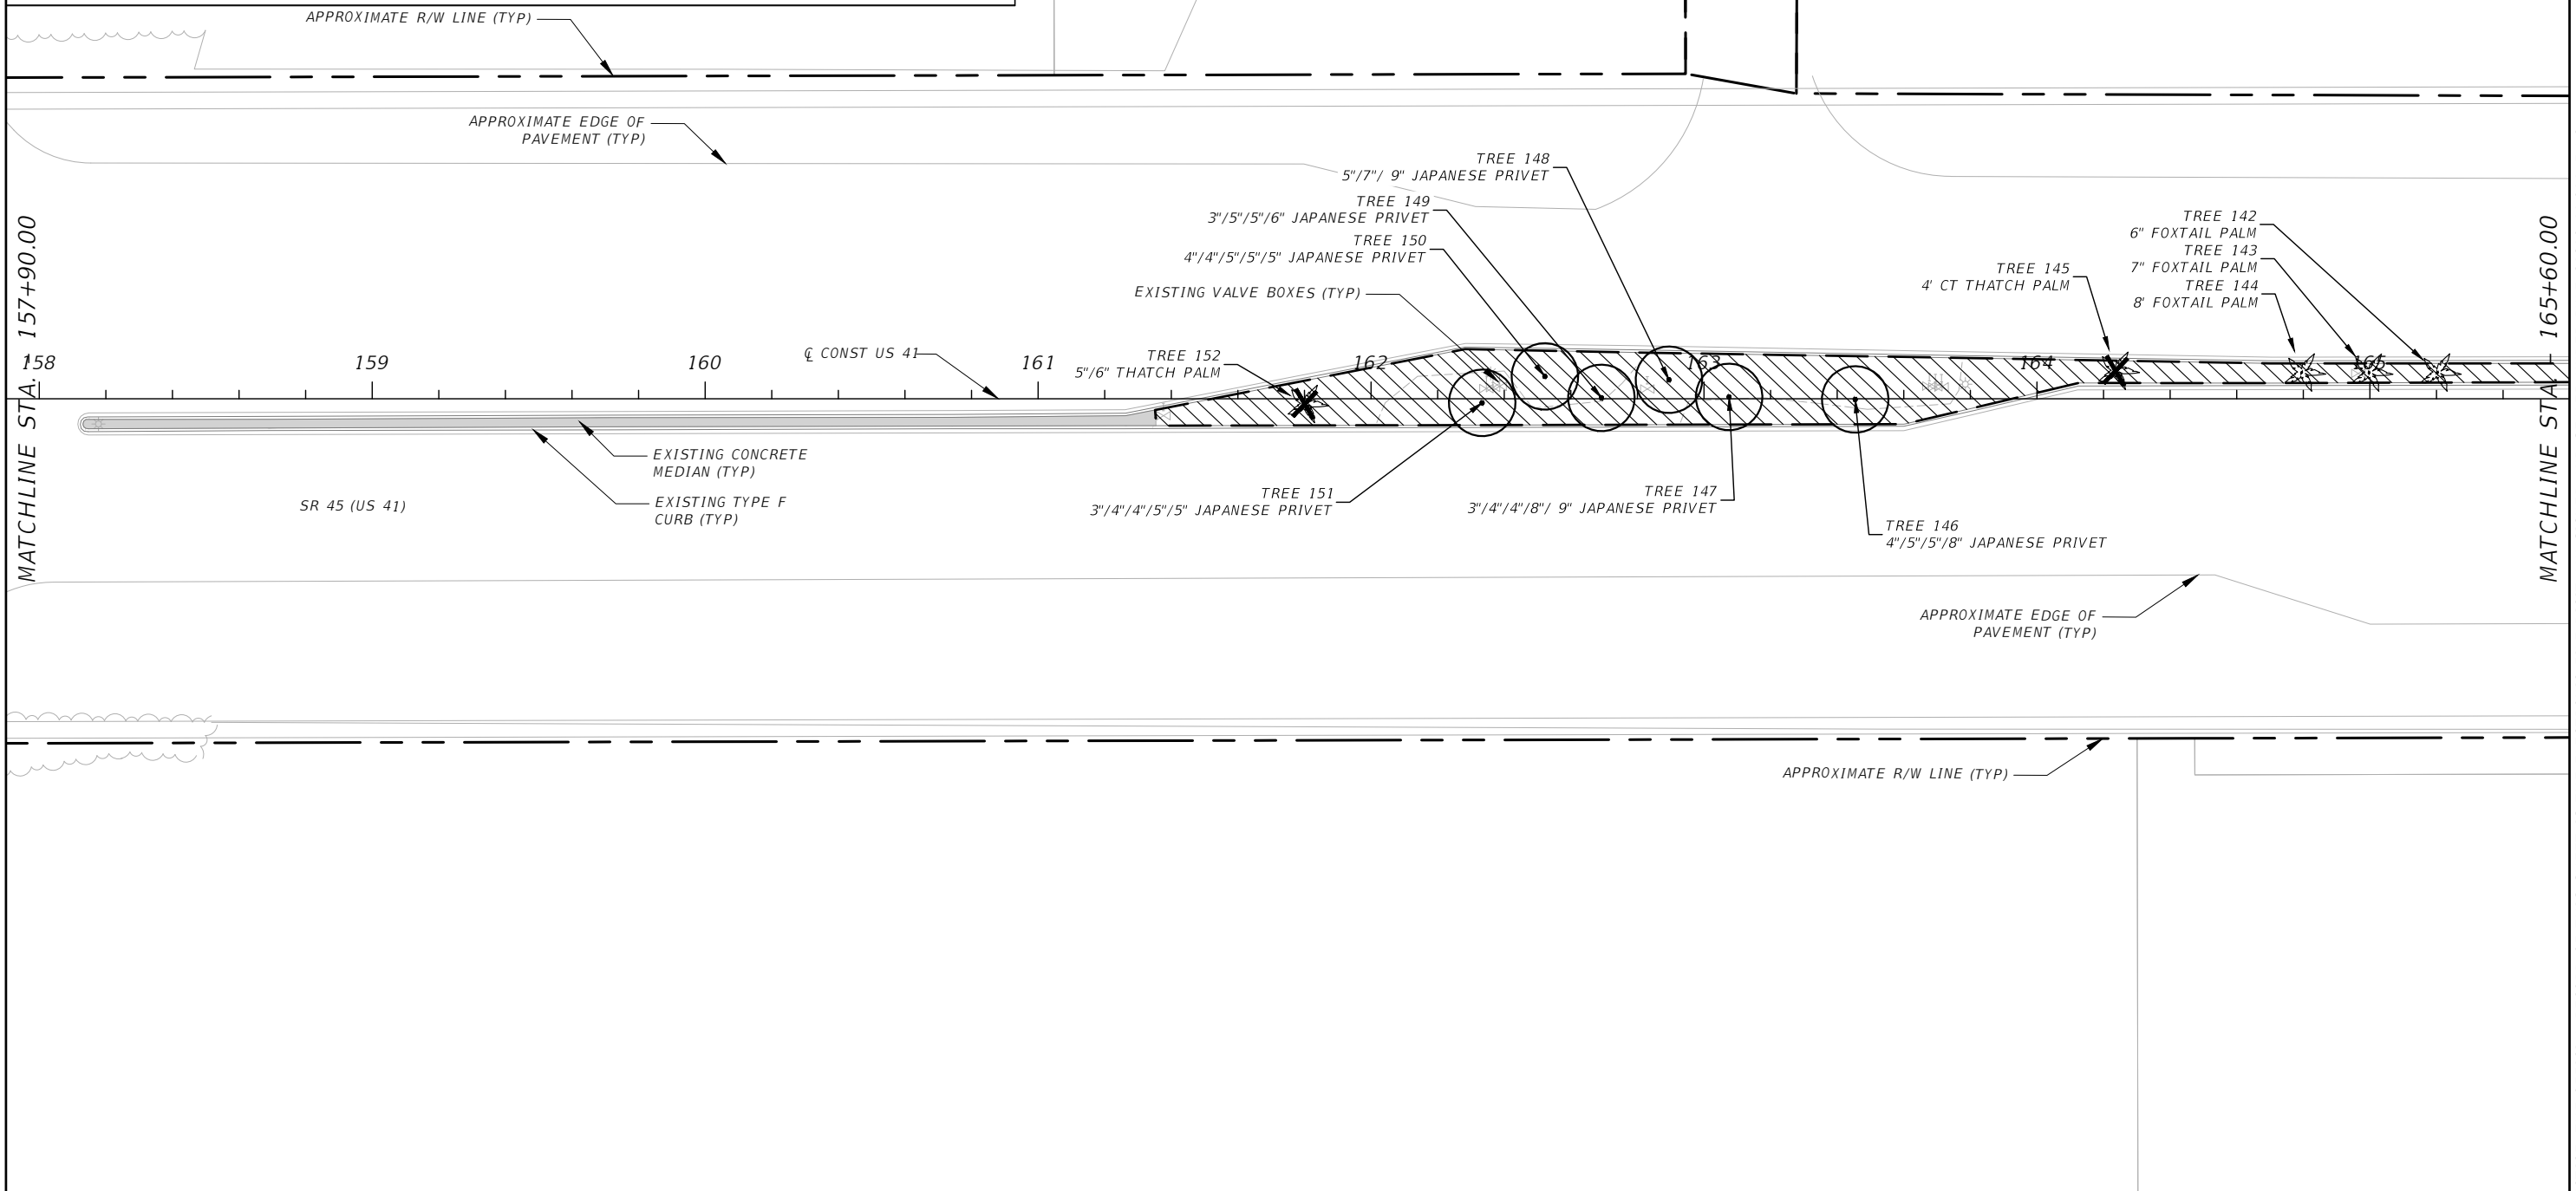 APPROXIMATE R/W LINE (TYP)
APPROXIMATE EDGE OF
PAVEMENT (TYP)
TREE 148
5"/7"/ 9" JAPANESE PRIVET
TREE 149
3"/5"/5"/6" JAPANESE PRIVET
TREE 150
4"/4"/5"/5"/5" JAPANESE PRIVET
EXISTING VALVE BOXES (TYP)
TREE 142
6" FOXTAIL PALM
TREE 143
7" FOXTAIL PALM
TREE 144
8' FOXTAIL PALM
TREE 145
4' CT THATCH PALM
MATCHLINE STA. 157+90.00
MATCHLINE STA. 165+60.00
158
159
160
161
162
163
164
165
℄ CONST US 41
TREE 152
5"/6" THATCH PALM
EXISTING CONCRETE
MEDIAN (TYP)
EXISTING TYPE F
CURB (TYP)
SR 45 (US 41)
TREE 151
3"/4"/4"/5"/5" JAPANESE PRIVET
TREE 147
3"/4"/4"/8"/ 9" JAPANESE PRIVET
TREE 146
4"/5"/5"/8" JAPANESE PRIVET
APPROXIMATE EDGE OF
PAVEMENT (TYP)
APPROXIMATE R/W LINE (TYP)